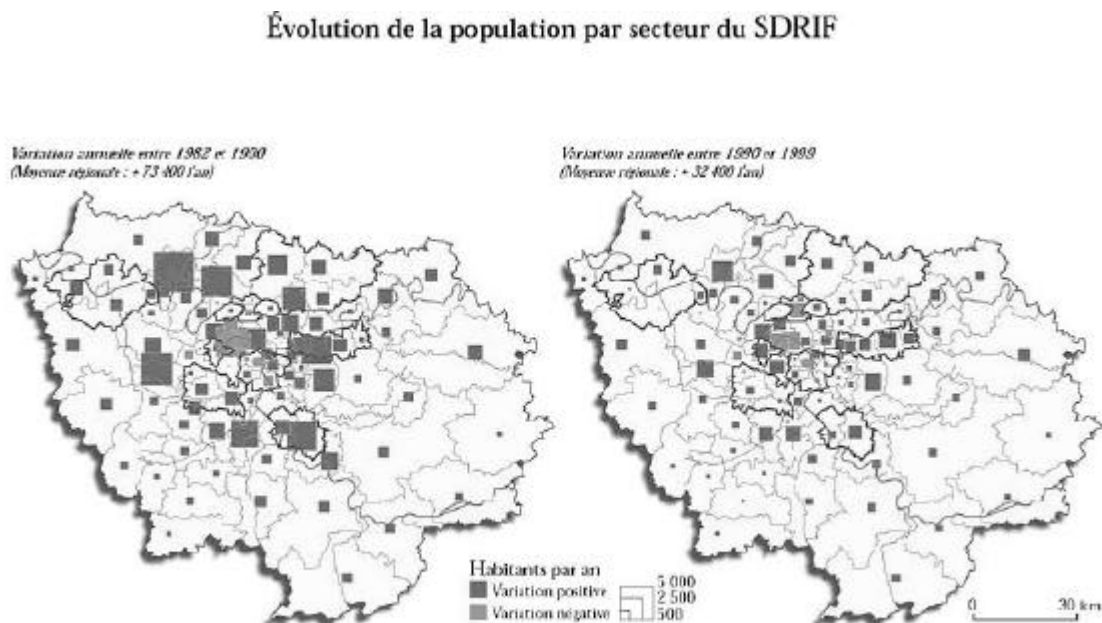 Évolution de la population par secteur du SDRIF
Variation annuelle entre 1982 et 1990
(Moyenne régionale : + 73 400 l'an)
Variation annuelle entre 1990 et 1999
(Moyenne régionale : + 32 400 l'an)
Habitants par an
Variation positive
Variation négative
5 000
2 500
500
0 30 km